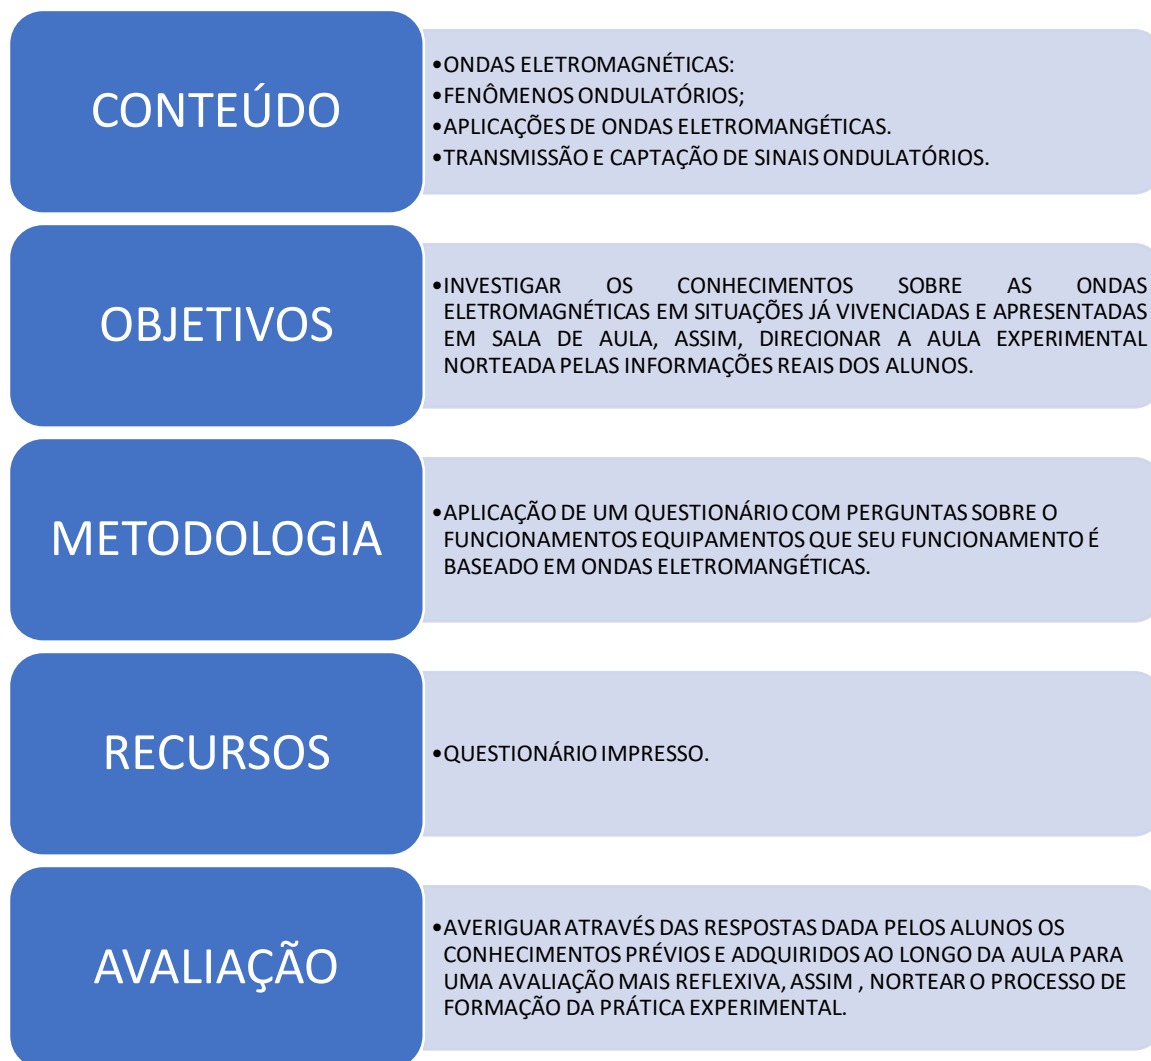 CONTEÚDO
•ONDAS ELETROMAGNÉTICAS:
•FENÔMENOS ONDULATÓRIOS;
•APLICAÇÕES DE ONDAS ELETROMANGÉTICAS.
•TRANSMISSÃO E CAPTAÇÃO DE SINAIS ONDULATÓRIOS.
OBJETIVOS
•INVESTIGAR OS CONHECIMENTOS SOBRE AS ONDAS
ELETROMAGNÉTICAS EM SITUAÇÕES JÁ VIVENCIADAS E APRESENTADAS
EM SALA DE AULA, ASSIM, DIRECIONAR A AULA EXPERIMENTAL
NORTEADA PELAS INFORMAÇÕES REAIS DOS ALUNOS.
METODOLOGIA
•APLICAÇÃO DE UM QUESTIONÁRIO COM PERGUNTAS SOBRE O
FUNCIONAMENTOS EQUIPAMENTOS QUE SEU FUNCIONAMENTO É
BASEADO EM ONDAS ELETROMANGÉTICAS.
RECURSOS
•QUESTIONÁRIO IMPRESSO.
AVALIAÇÃO
•AVERIGUAR ATRAVÉS DAS RESPOSTAS DADA PELOS ALUNOS OS
CONHECIMENTOS PRÉVIOS E ADQUIRIDOS AO LONGO DA AULA PARA
UMA AVALIAÇÃO MAIS REFLEXIVA, ASSIM , NORTEAR O PROCESSO DE
FORMAÇÃO DA PRÁTICA EXPERIMENTAL.